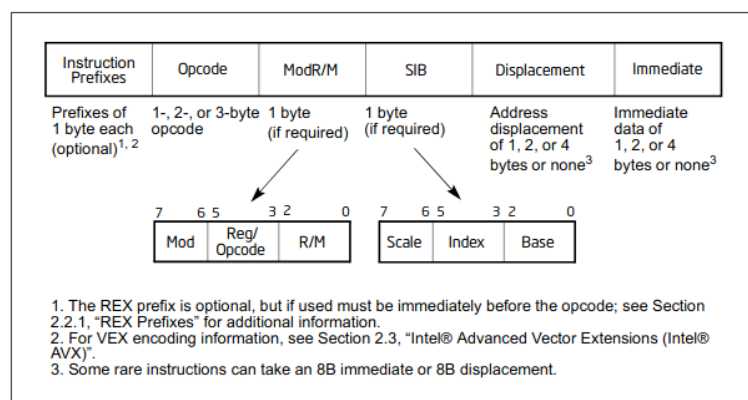 Instruction Prefixes
Opcode
ModR/M
SIB
Displacement
Immediate
Prefixes of
1 byte each
(optional)1, 2
1-, 2-, or 3-byte
opcode
1 byte
(if required)
1 byte
(if required)
Address
displacement
of 1, 2, or 4
bytes or none3
Immediate
data of
1, 2, or 4
bytes or none3
7 6 5 3 2 0
Mod
Reg/
Opcode
R/M
7 6 5 3 2 0
Scale
Index
Base
1. The REX prefix is optional, but if used must be immediately before the opcode; see Section
2.2.1, “REX Prefixes” for additional information.
2. For VEX encoding information, see Section 2.3, “Intel® Advanced Vector Extensions (Intel®
AVX)”.
3. Some rare instructions can take an 8B immediate or 8B displacement.